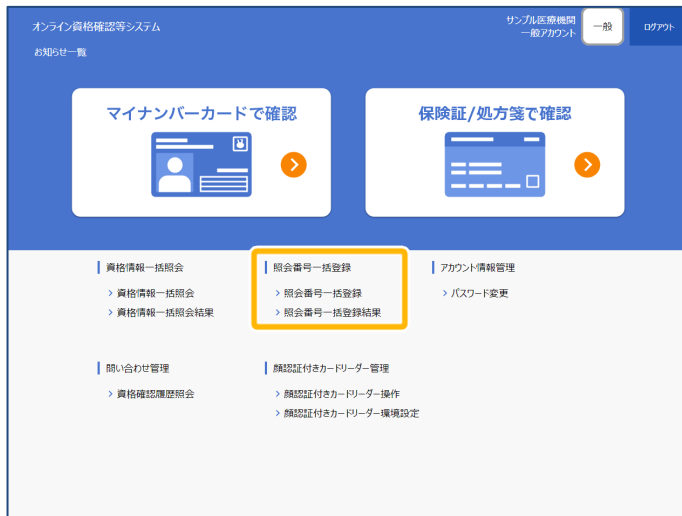 オンライン資格確認等システム
サンプル医療機関
一般アカウント
一般
ログアウト
お知らせ一覧
マイナンバーカードで確認
保険証/処方箋で確認
資格情報一括照会
資格情報一括照会
資格情報一括照会結果
照会番号一括登録
照会番号一括登録
照会番号一括登録結果
アカウント情報管理
パスワード変更
問い合わせ管理
資格確認履歴照会
顔認証付きカードリーダー管理
顔認証付きカードリーダー操作
顔認証付きカードリーダー環境設定